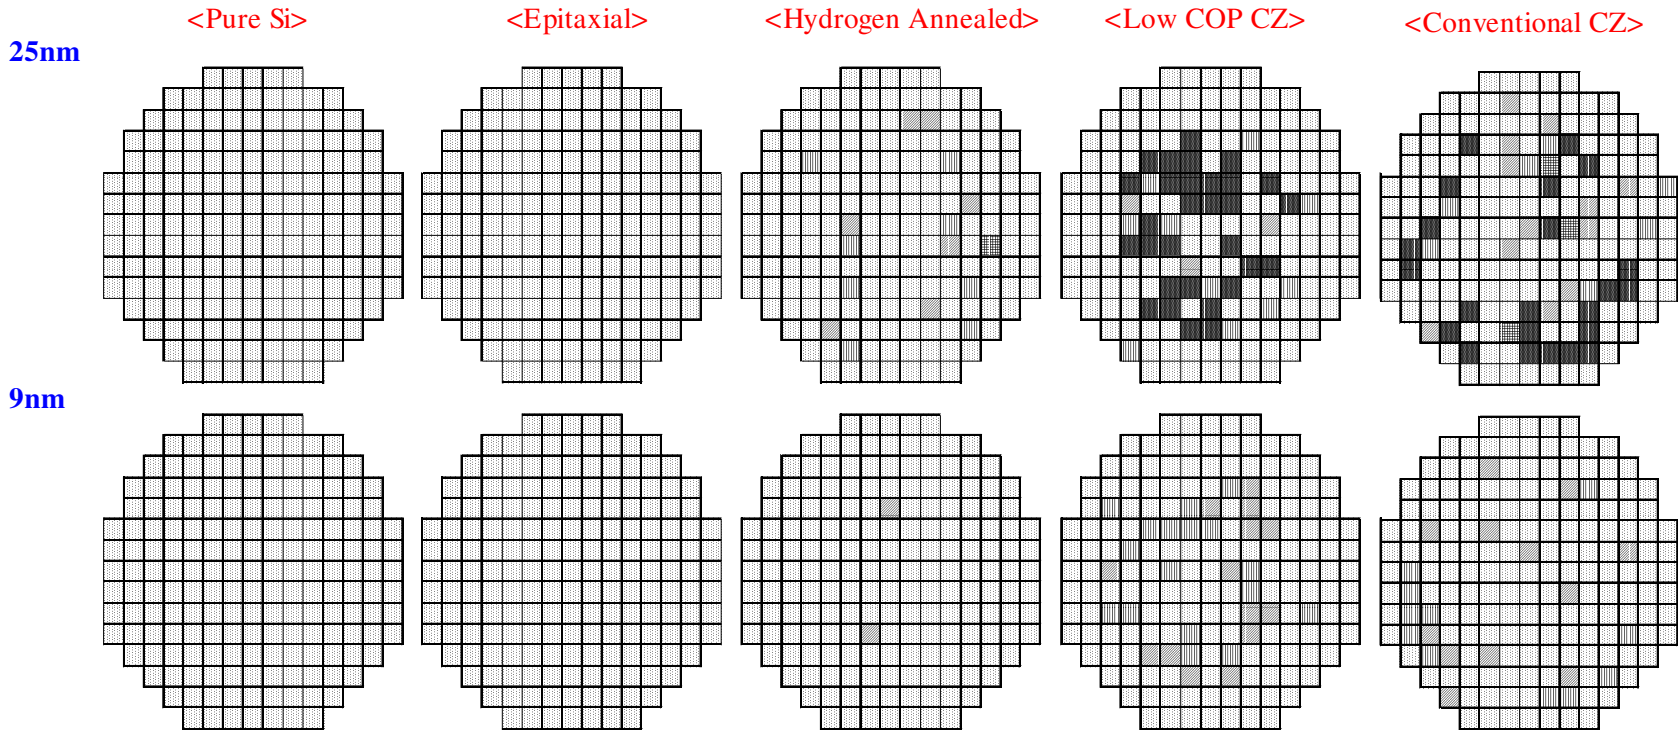 <Pure Si> <Epitaxial> <Hydrogen Annealed> <Low COP CZ> <Conventional CZ>
25nm
9nm